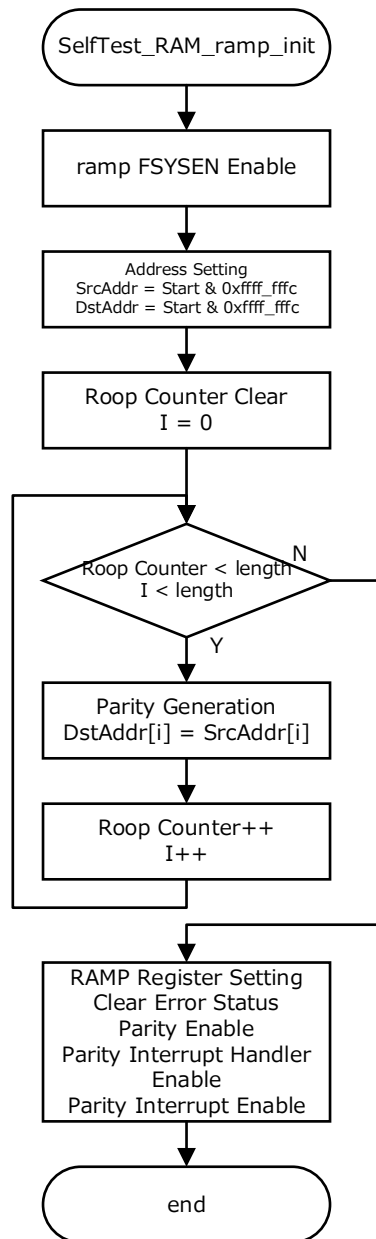 SelfTest_RAM_ramp_init
ramp FSYSEN Enable
Address Setting
SrcAddr = Start & 0xffff_fffc
DstAddr = Start & 0xffff_fffc
Roop Counter Clear
I = 0
Roop Counter < length
I < length
N
Y
Parity Generation
DstAddr[i] = SrcAddr[i]
Roop Counter++
I++
RAMP Register Setting
Clear Error Status
Parity Enable
Parity Interrupt Handler
Enable
Parity Interrupt Enable
end